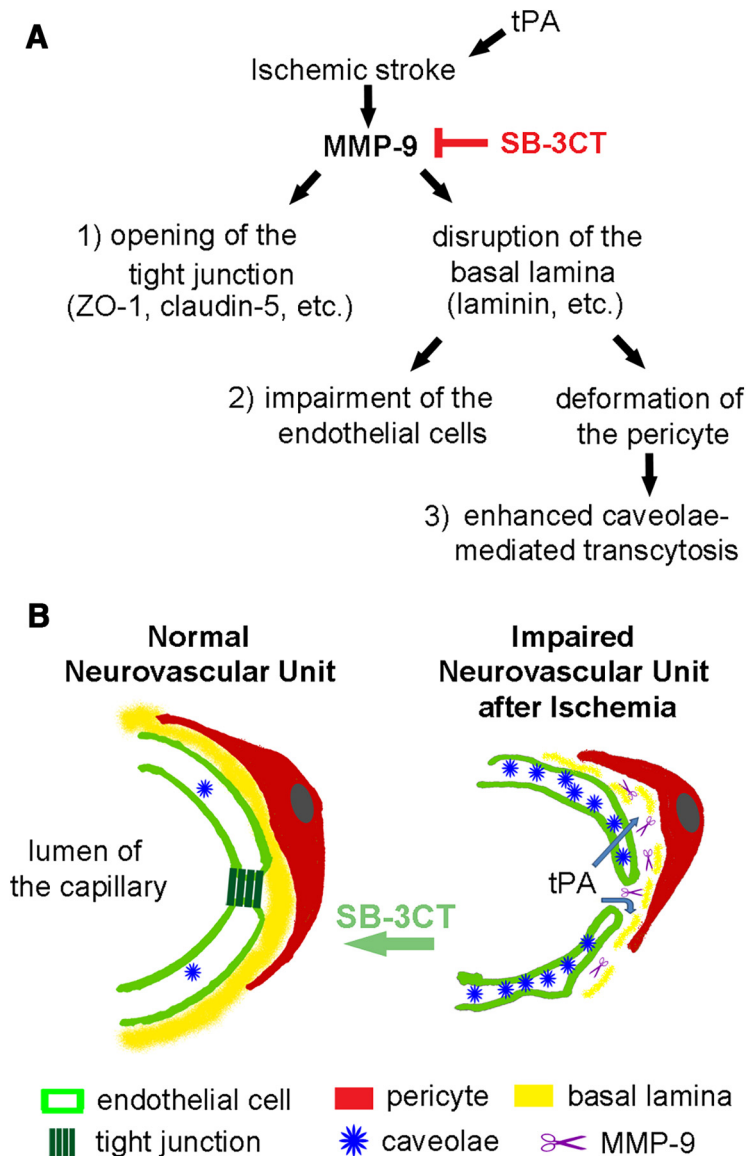 A
tPA
Ischemic stroke
MMP-9
SB-3CT
1) opening of the
tight junction
(ZO-1, claudin-5, etc.)
disruption of the
basal lamina
(laminin, etc.)
2) impairment of the
endothelial cells
deformation of
the pericyte
3) enhanced caveolae-
mediated transcytosis
B
Normal
Neurovascular Unit
Impaired
Neurovascular Unit
after Ischemia
lumen of
the capillary
SB-3CT
tPA
endothelial cell
pericyte
basal lamina
tight junction
caveolae
MMP-9